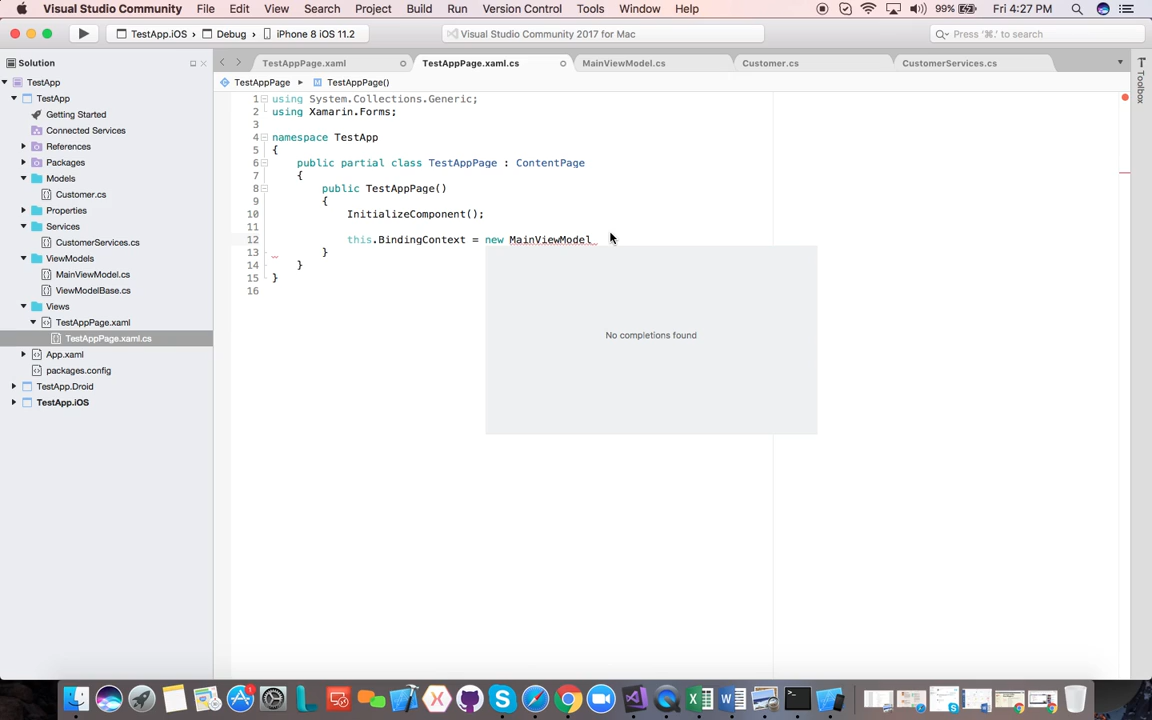 Visual Studio Community File Edit View Search Project Build Run Version Control Tools Window Help 99% Fri 4:27 PM
TestApp.iOS › Debug › iPhone 8 iOS 11.2
Visual Studio Community 2017 for Mac
Press '⌘.' to search
Solution
TestAppPage.xaml
TestAppPage.xaml.cs
MainViewModel.cs
Customer.cs
CustomerServices.cs
Toolbox
TestAppPage ▸ TestAppPage()
TestApp
TestApp
Getting Started
Connected Services
References
Packages
Models
Customer.cs
Properties
Services
CustomerServices.cs
ViewModels
MainViewModel.cs
ViewModelBase.cs
Views
TestAppPage.xaml
TestAppPage.xaml.cs
App.xaml
packages.config
TestApp.Droid
TestApp.iOS
1 using System.Collections.Generic;
2 using Xamarin.Forms;
3
4 namespace TestApp
5 {
6 public partial class TestAppPage : ContentPage
7 {
8 public TestAppPage()
9 {
10 InitializeComponent();
11
12 this.BindingContext = new MainViewModel
13 }
14 }
15 }
16
No completions found